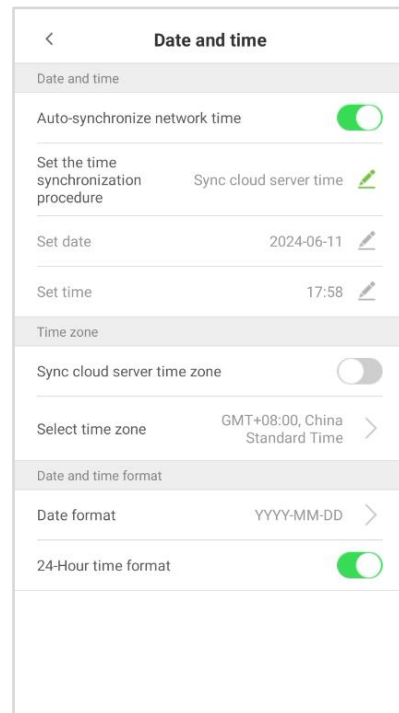 Date and time
Date and time
Auto-synchronize network time
Set the time
synchronization
procedure
Sync cloud server time
Set date
2024-06-11
Set time
17:58
Time zone
Sync cloud server time zone
Select time zone
GMT+08:00, China
Standard Time
Date and time format
Date format
YYYY-MM-DD
24-Hour time format